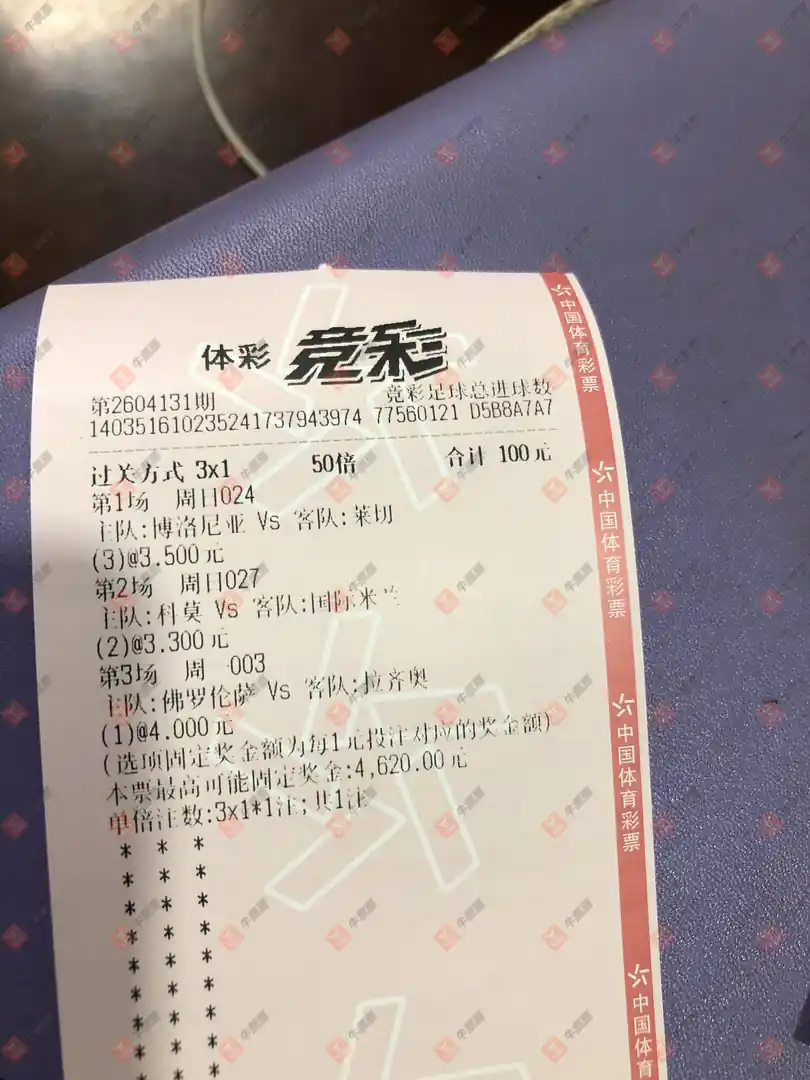 体彩 竞彩
第2604131期 竞彩足球总进球数
140351610235241737943974 77560121 D5B8A7A7
过关方式 3x1 50倍 合计 100元
第1场 周日024
主队:博洛尼亚 Vs 客队:莱切
(3)@3.500元
第2场 周日027
主队:科莫 Vs 客队:国际米兰
(2)@3.300元
第3场 周 003
主队:佛罗伦萨 Vs 客队:拉齐奥
(1)@4.000元
(选项固定奖金额为每1元投注对应的奖金额)
本票最高可能固定奖金:4,620.00元
单倍注数:3x1*1注;共1注
* * *
* * *
* * *
* * *
* * *
* * *
* * *
* * *
中国体育彩票
中国体育彩票
中国体育彩票
中国体育